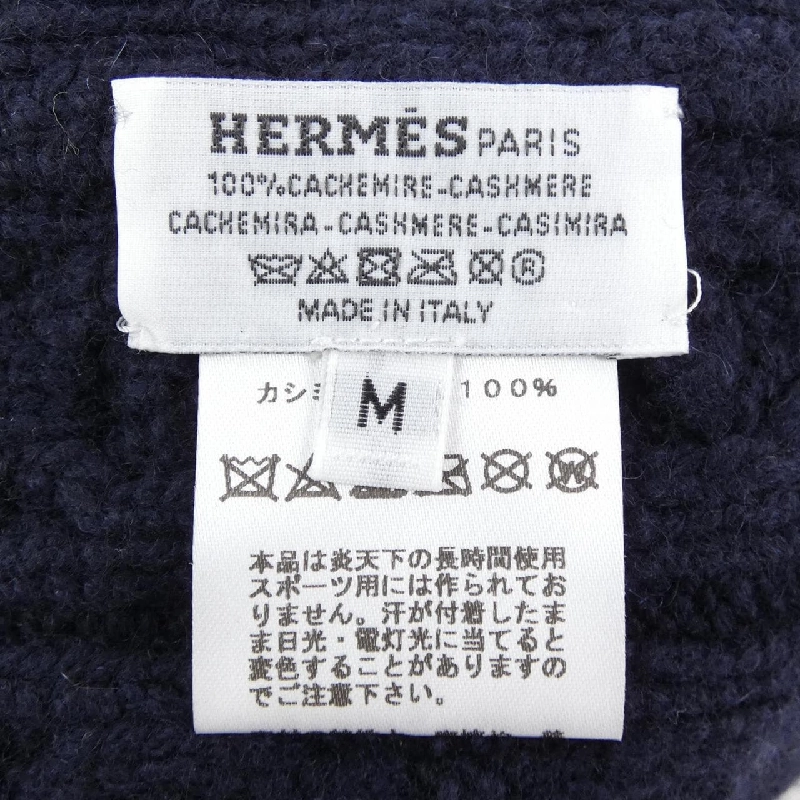 HERMÈS PARIS
100% CACHEMIRE-CASHMERE
CACHEMIRA-CASHMERE-CASIMIRA
MADE IN ITALY
M
カシ 100%
本品は炎天下の長時間使用
スポーツ用には作られてお
りません。汗が付着したま
ま日光・電灯光に当てると
変色することがありますの
でご注意下さい。